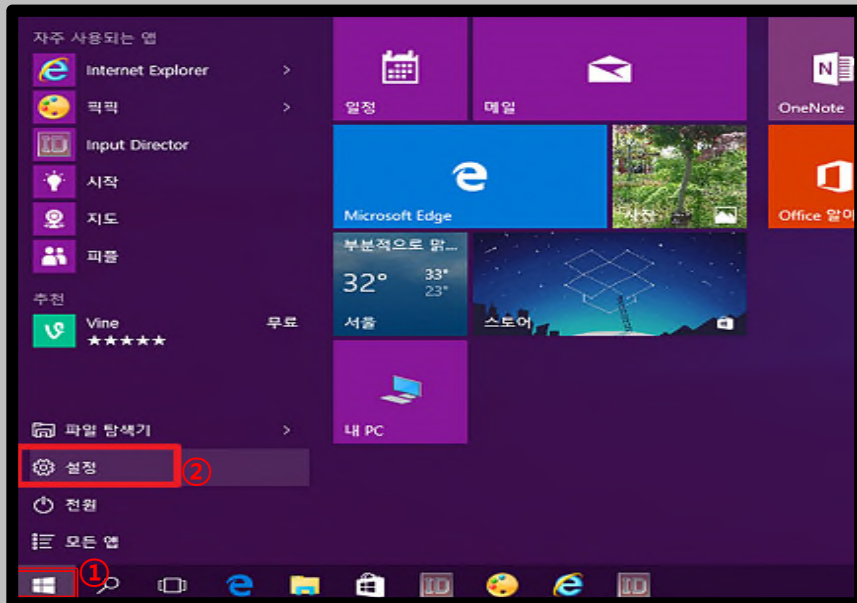 자주 사용되는 앱
Internet Explorer
픽픽
Input Director
시작
지도
피플
추천
Vine
무료
★★★★★
파일 탐색기
설정
②
전원
모든 앱
①
일정
메일
OneNote
Microsoft Edge
사진
Office 알
부분적으로 맑...
32°
33°
23°
서울
스토어
내 PC